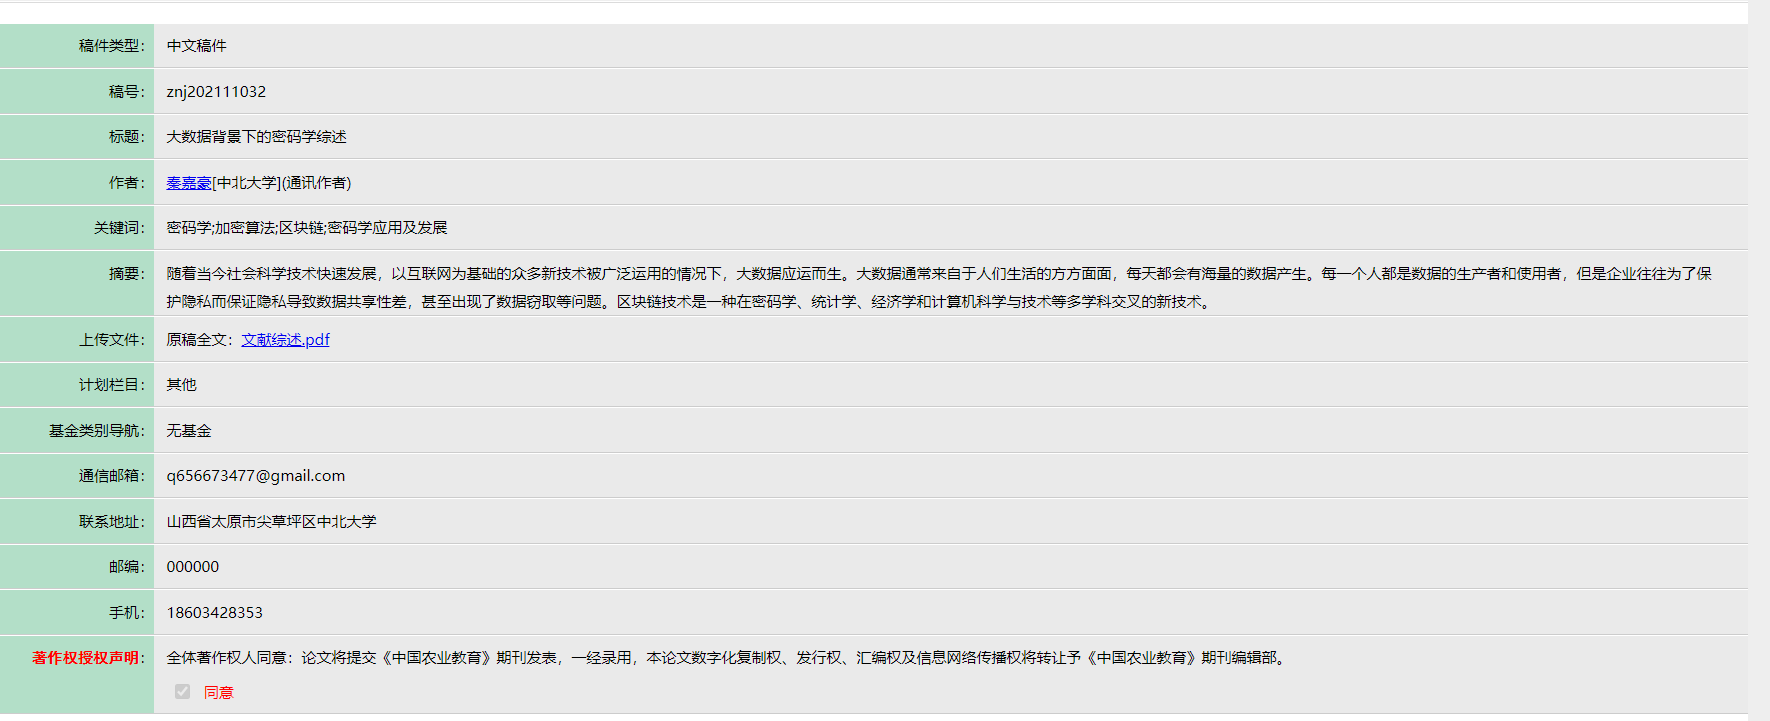 稿件类型： 中文稿件
稿号： znj202111032
标题： 大数据背景下的密码学综述
作者： 秦嘉豪[中北大学](通讯作者)
关键词： 密码学;加密算法;区块链;密码学应用及发展
摘要： 随着当今社会科学技术快速发展，以互联网为基础的众多新技术被广泛运用的情况下，大数据应运而生。大数据通常来自于人们生活的方方面面，每天都会有海量的数据产生。每一个人都是数据的生产者和使用者，但是企业往往为了保
护隐私而保证隐私导致数据共享性差，甚至出现了数据窃取等问题。区块链技术是一种在密码学、统计学、经济学和计算机科学与技术等多学科交叉的新技术。
上传文件： 原稿全文：文献综述.pdf
计划栏目： 其他
基金类别导航： 无基金
通信邮箱： q656673477@gmail.com
联系地址： 山西省太原市尖草坪区中北大学
邮编： 000000
手机： 18603428353
著作权授权声明： 全体著作权人同意：论文将提交《中国农业教育》期刊发表，一经录用，本论文数字化复制权、发行权、汇编权及信息网络传播权将转让予《中国农业教育》期刊编辑部。
同意